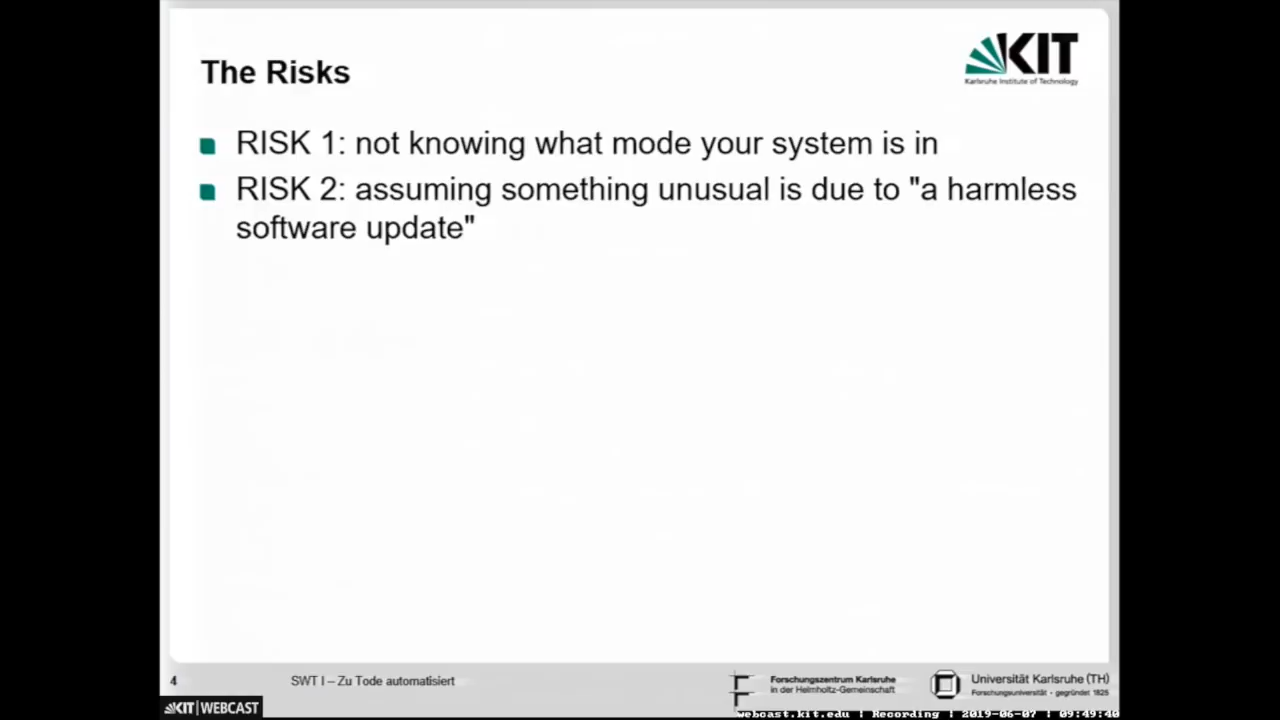 The Risks
KIT
Karlsruhe Institute of Technology
RISK 1: not knowing what mode your system is in
RISK 2: assuming something unusual is due to "a harmless
software update"
4
SWT I – Zu Tode automatisiert
Forschungszentrum Karlsruhe
in der Helmholtz-Gemeinschaft
Universität Karlsruhe (TH)
Forschungsuniversität • gegründet 1825
KIT | WEBCAST
webcast.kit.edu | Recording | 2019-06-07 | 09:49:40